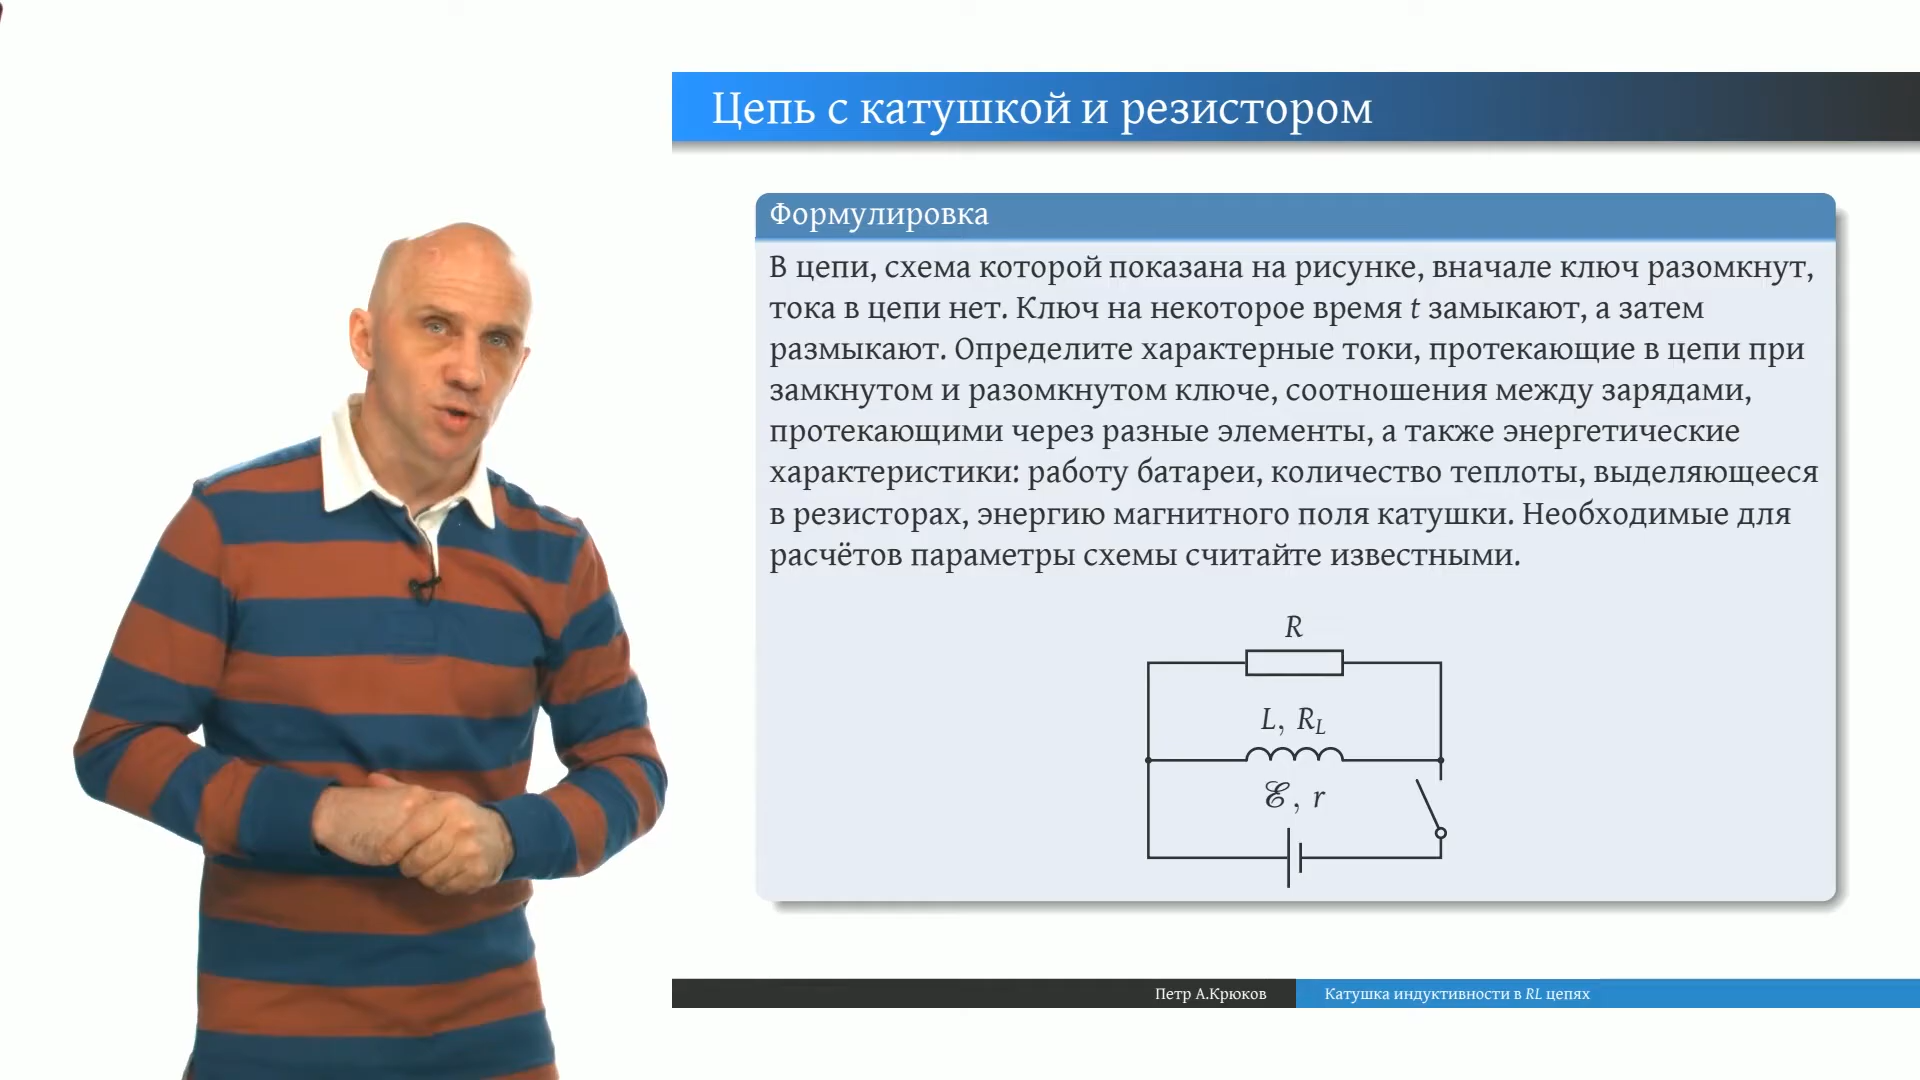 Цепь с катушкой и резистором
Формулировка
В цепи, схема которой показана на рисунке, вначале ключ разомкнут,
тока в цепи нет. Ключ на некоторое время t замыкают, а затем
размыкают. Определите характерные токи, протекающие в цепи при
замкнутом и разомкнутом ключе, соотношения между зарядами,
протекающими через разные элементы, а также энергетические
характеристики: работу батареи, количество теплоты, выделяющееся
в резисторах, энергию магнитного поля катушки. Необходимые для
расчётов параметры схемы считайте известными.
R
L, R_L
ℰ, r
Петр А.Крюков
Катушка индуктивности в RL цепях